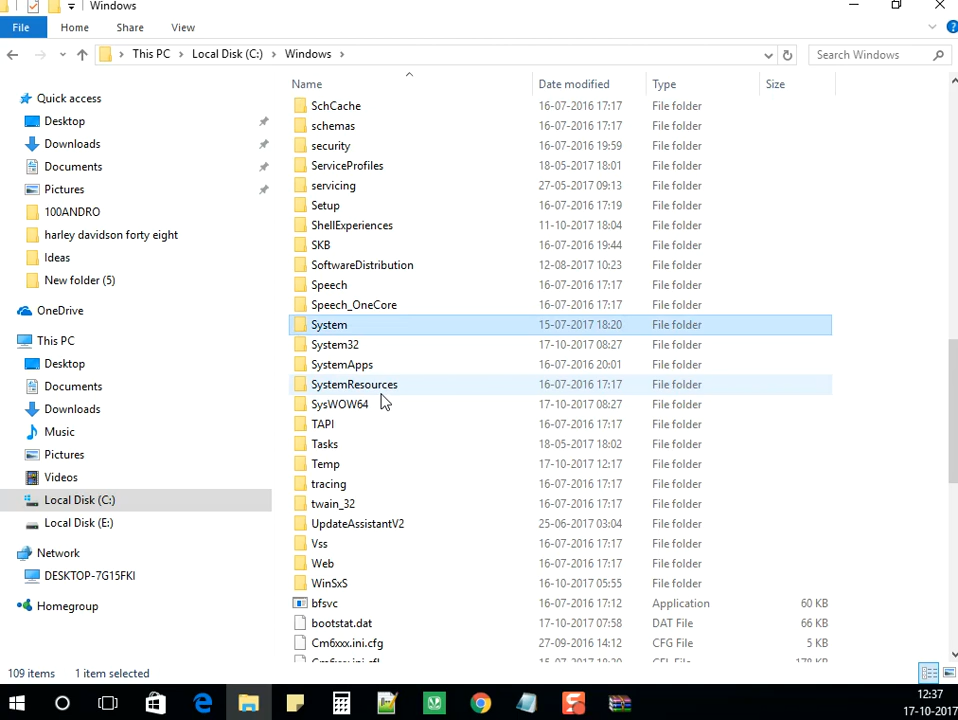 Windows
File Home Share View
This PC Local Disk (C:) Windows Search Windows
Quick access
Desktop
Downloads
Documents
Pictures
100ANDRO
harley davidson forty eight
Ideas
New folder (5)
OneDrive
This PC
Desktop
Documents
Downloads
Music
Pictures
Videos
Local Disk (C:)
Local Disk (E:)
Network
DESKTOP-7G15FKI
Homegroup
Name Date modified Type Size
SchCache 16-07-2016 17:17 File folder
schemas 16-07-2016 17:17 File folder
security 16-07-2016 19:59 File folder
ServiceProfiles 18-05-2017 18:01 File folder
servicing 27-05-2017 09:13 File folder
Setup 16-07-2016 17:19 File folder
ShellExperiences 11-10-2017 18:04 File folder
SKB 16-07-2016 19:44 File folder
SoftwareDistribution 12-08-2017 10:23 File folder
Speech 16-07-2016 17:17 File folder
Speech_OneCore 16-07-2016 17:17 File folder
System 15-07-2017 18:20 File folder
System32 17-10-2017 08:27 File folder
SystemApps 16-07-2016 20:01 File folder
SystemResources 16-07-2016 17:17 File folder
SysWOW64 17-10-2017 08:27 File folder
TAPI 16-07-2016 17:17 File folder
Tasks 18-05-2017 18:02 File folder
Temp 17-10-2017 12:17 File folder
tracing 16-07-2016 17:17 File folder
twain_32 16-07-2016 17:17 File folder
UpdateAssistantV2 25-06-2017 03:04 File folder
Vss 16-07-2016 17:17 File folder
Web 16-07-2016 17:17 File folder
WinSxS 16-10-2017 05:55 File folder
bfsvc 16-07-2016 17:12 Application 60 KB
bootstat.dat 17-10-2017 07:58 DAT File 66 KB
Cm6xxx.ini.cfg 27-09-2016 14:12 CFG File 5 KB
109 items 1 item selected
12:37
17-10-2017